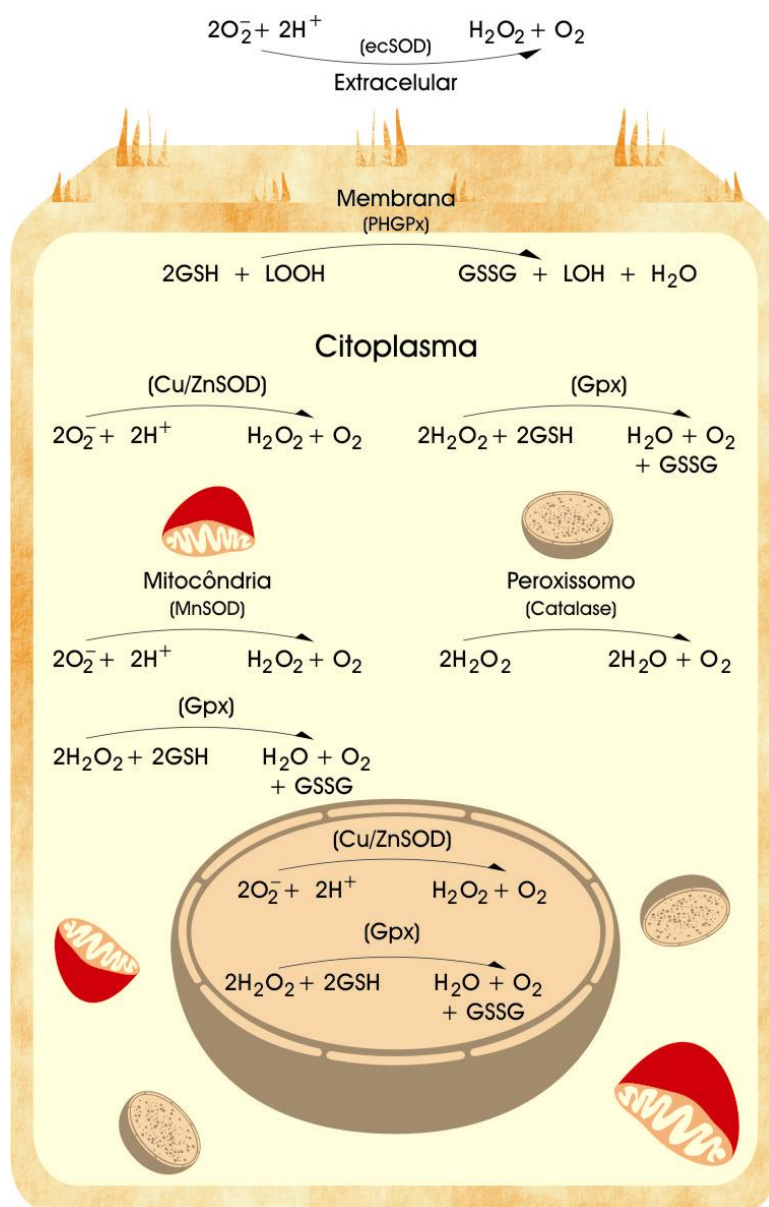 2O₂⁻ + 2H⁺ (ecSOD) H₂O₂ + O₂
Extracelular
Membrana
(PHGPx)
2GSH + LOOH GSSG + LOH + H₂O
Citoplasma
(Cu/ZnSOD)
2O₂⁻ + 2H⁺ H₂O₂ + O₂
(Gpx)
2H₂O₂ + 2GSH H₂O + O₂
+ GSSG
Mitocôndria
(MnSOD)
2O₂⁻ + 2H⁺ H₂O₂ + O₂
Peroxissomo
(Catalase)
2H₂O₂ 2H₂O + O₂
(Gpx)
2H₂O₂ + 2GSH H₂O + O₂
+ GSSG
(Cu/ZnSOD)
2O₂⁻ + 2H⁺ H₂O₂ + O₂
(Gpx)
2H₂O₂ + 2GSH H₂O + O₂
+ GSSG